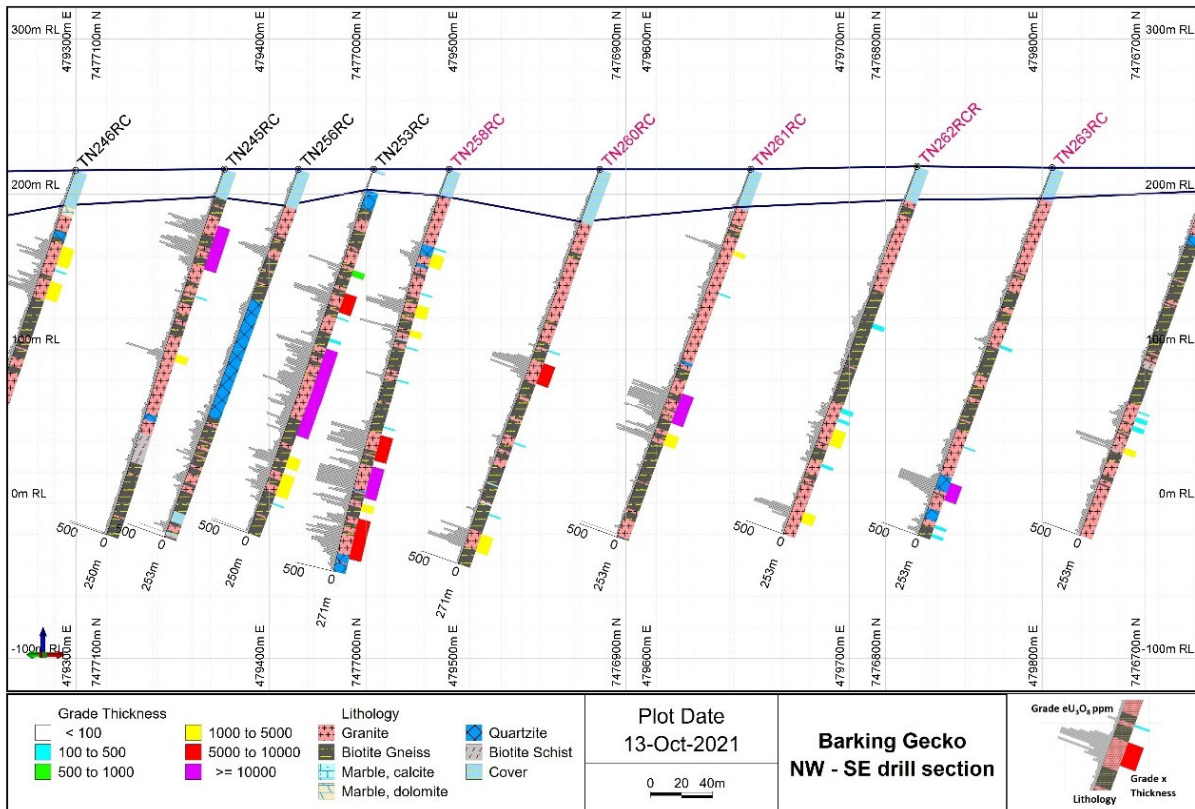 300m RL
479300m E
7477100m N
479400m E
7477000m N
479500m E
7476900m N
479600m E
479700m E
7476800m N
479800m E
7476700m N
300m RL
TN246RC
TN245RC
TN256RC
TN253RC
TN258RC
TN260RC
TN261RC
TN262RCR
TN263RC
200m RL
200m RL
100m RL
100m RL
0m RL
0m RL
500
0
250m
500
0
253m
500
0
250m
500
0
271m
500
0
271m
500
0
253m
500
0
253m
500
0
253m
500
0
253m
-100m RL
479300m E
7477100m N
479400m E
7477000m N
479500m E
7476900m N
479600m E
479700m E
7476800m N
479800m E
7476700m N
-100m RL
Grade Thickness
< 100
100 to 500
500 to 1000
1000 to 5000
5000 to 10000
>= 10000
Lithology
Granite
Biotite Gneiss
Marble, calcite
Marble, dolomite
Quartzite
Biotite Schist
Cover
Plot Date
13-Oct-2021
0 20 40m
Barking Gecko
NW - SE drill section
Grade eU₃O₈ ppm
Grade x
Thickness
Lithology